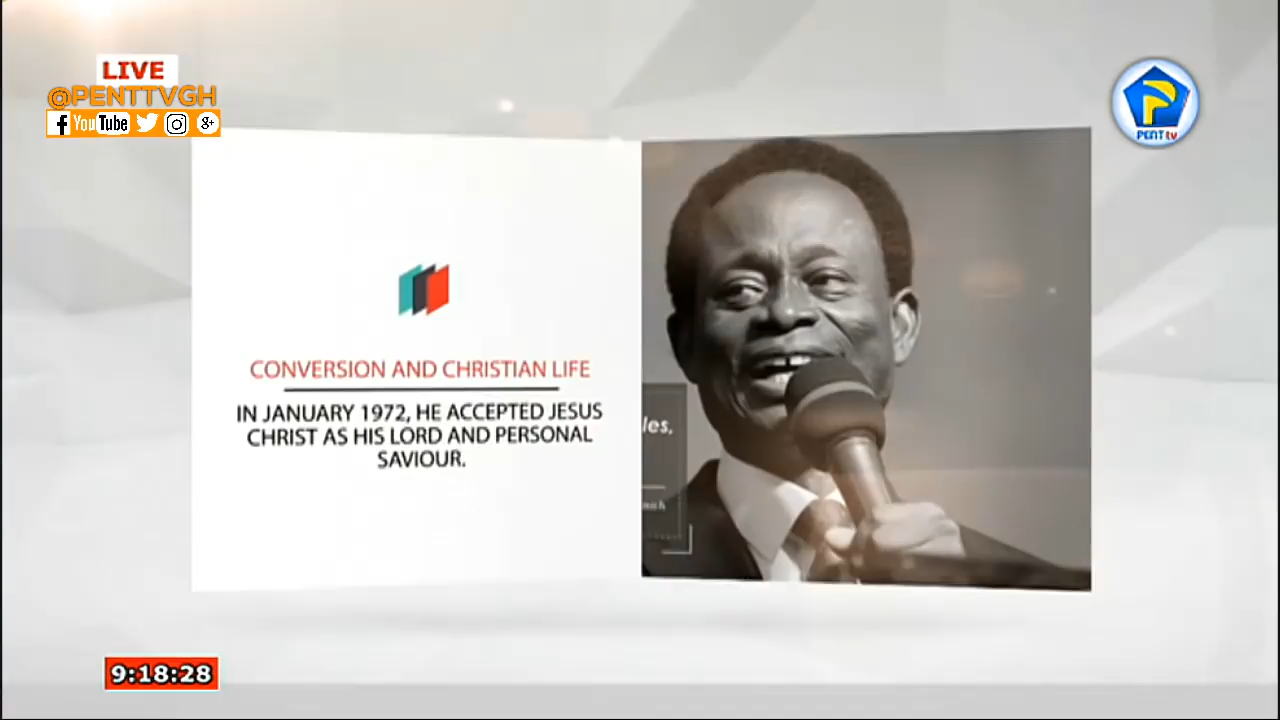 LIVE
@PENTTVGH
f YouTube
PENT tv
CONVERSION AND CHRISTIAN LIFE
IN JANUARY 1972, HE ACCEPTED JESUS
CHRIST AS HIS LORD AND PERSONAL
SAVIOUR.
les,
9:18:28